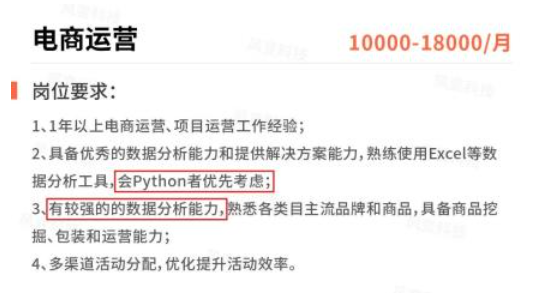 电商运营
10000-18000/月
岗位要求：
1、1年以上电商运营、项目运营工作经验；
2、具备优秀的数据分析能力和提供解决方案能力，熟练使用Excel等数
据分析工具，会Python者优先考虑；
3、有较强的的数据分析能力，熟悉各类目主流品牌和商品，具备商品挖
掘、包装和运营能力；
4、多渠道活动分配，优化提升活动效率。